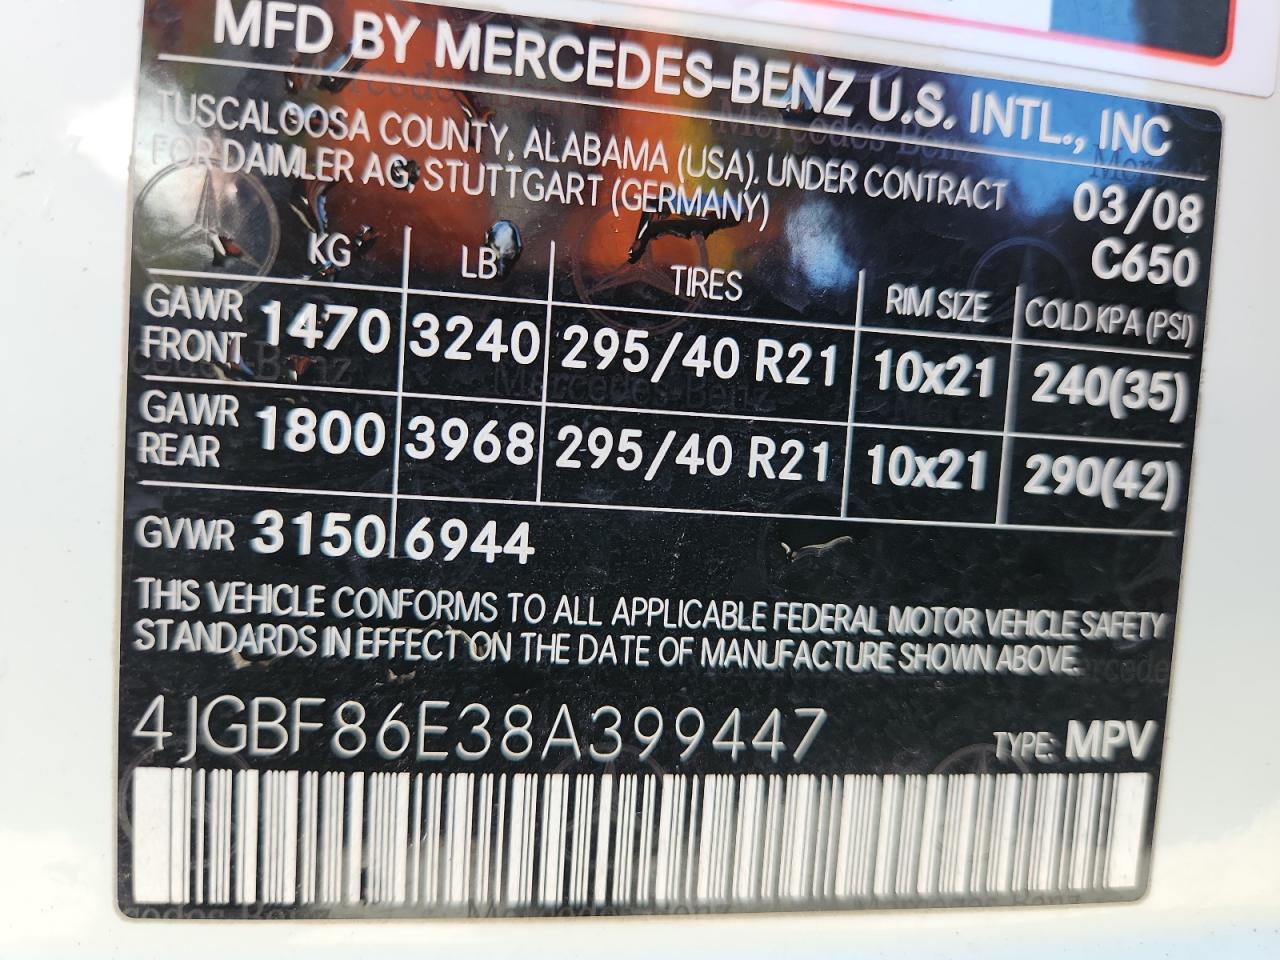 MFD BY MERCEDES-BENZ U.S. INTL., INC
TUSCALOOSA COUNTY, ALABAMA (USA), UNDER CONTRACT
FOR DAIMLER AG, STUTTGART (GERMANY)
03/08
C650
KG LB TIRES RIM SIZE COLD KPA (PSI)
GAWR FRONT 1470 3240 295/40 R21 10x21 240(35)
GAWR REAR 1800 3968 295/40 R21 10x21 290(42)
GVWR 3150 6944
THIS VEHICLE CONFORMS TO ALL APPLICABLE FEDERAL MOTOR VEHICLE SAFETY
STANDARDS IN EFFECT ON THE DATE OF MANUFACTURE SHOWN ABOVE.
4JGBF86E38A399447 TYPE: MPV